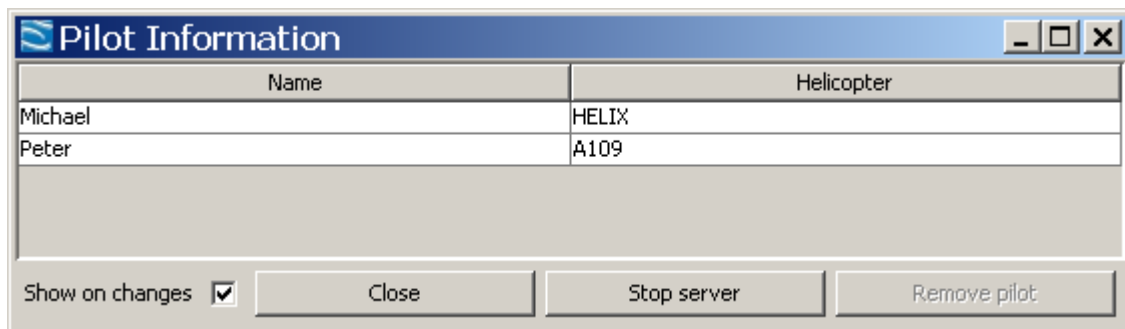 Pilot Information
Name Helicopter
Michael HELIX
Peter A109
Show on changes Close Stop server Remove pilot